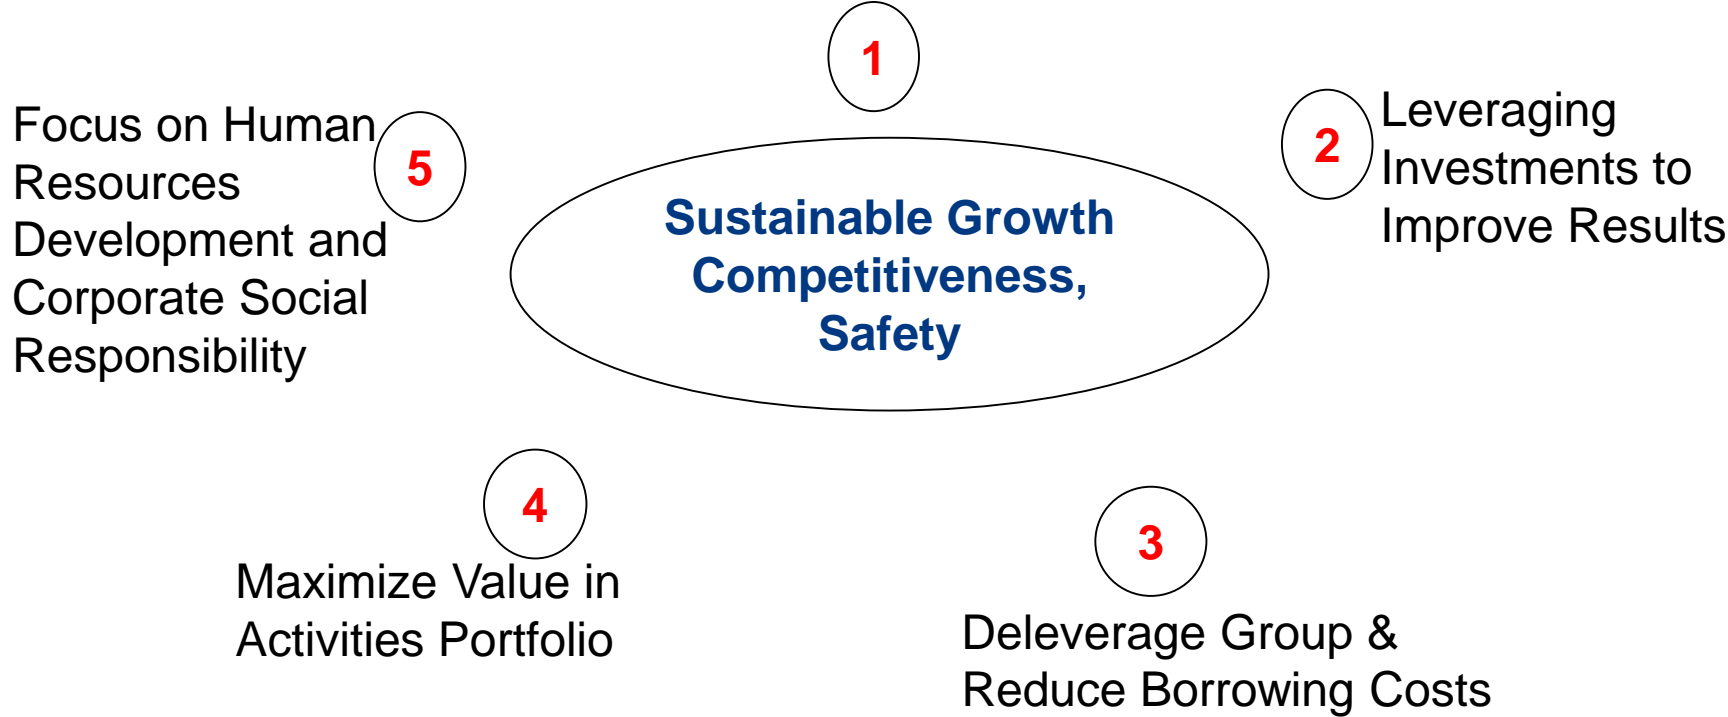 1
2
Leveraging
Investments to
Improve Results
5
Focus on Human
Resources
Development and
Corporate Social
Responsibility
Sustainable Growth
Competitiveness,
Safety
4
Maximize Value in
Activities Portfolio
3
Deleverage Group &
Reduce Borrowing Costs